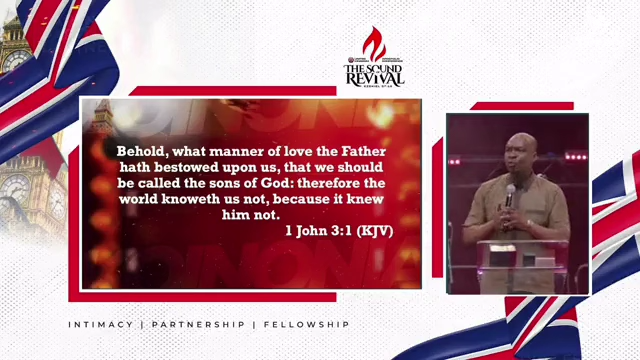 THE SOUND
OF
REVIVAL
Behold, what manner of love the Father
hath bestowed upon us, that we should
be called the sons of God: therefore the
world knoweth us not, because it knew
him not.
1 John 3:1 (KJV)
INTIMACY | PARTNERSHIP | FELLOWSHIP